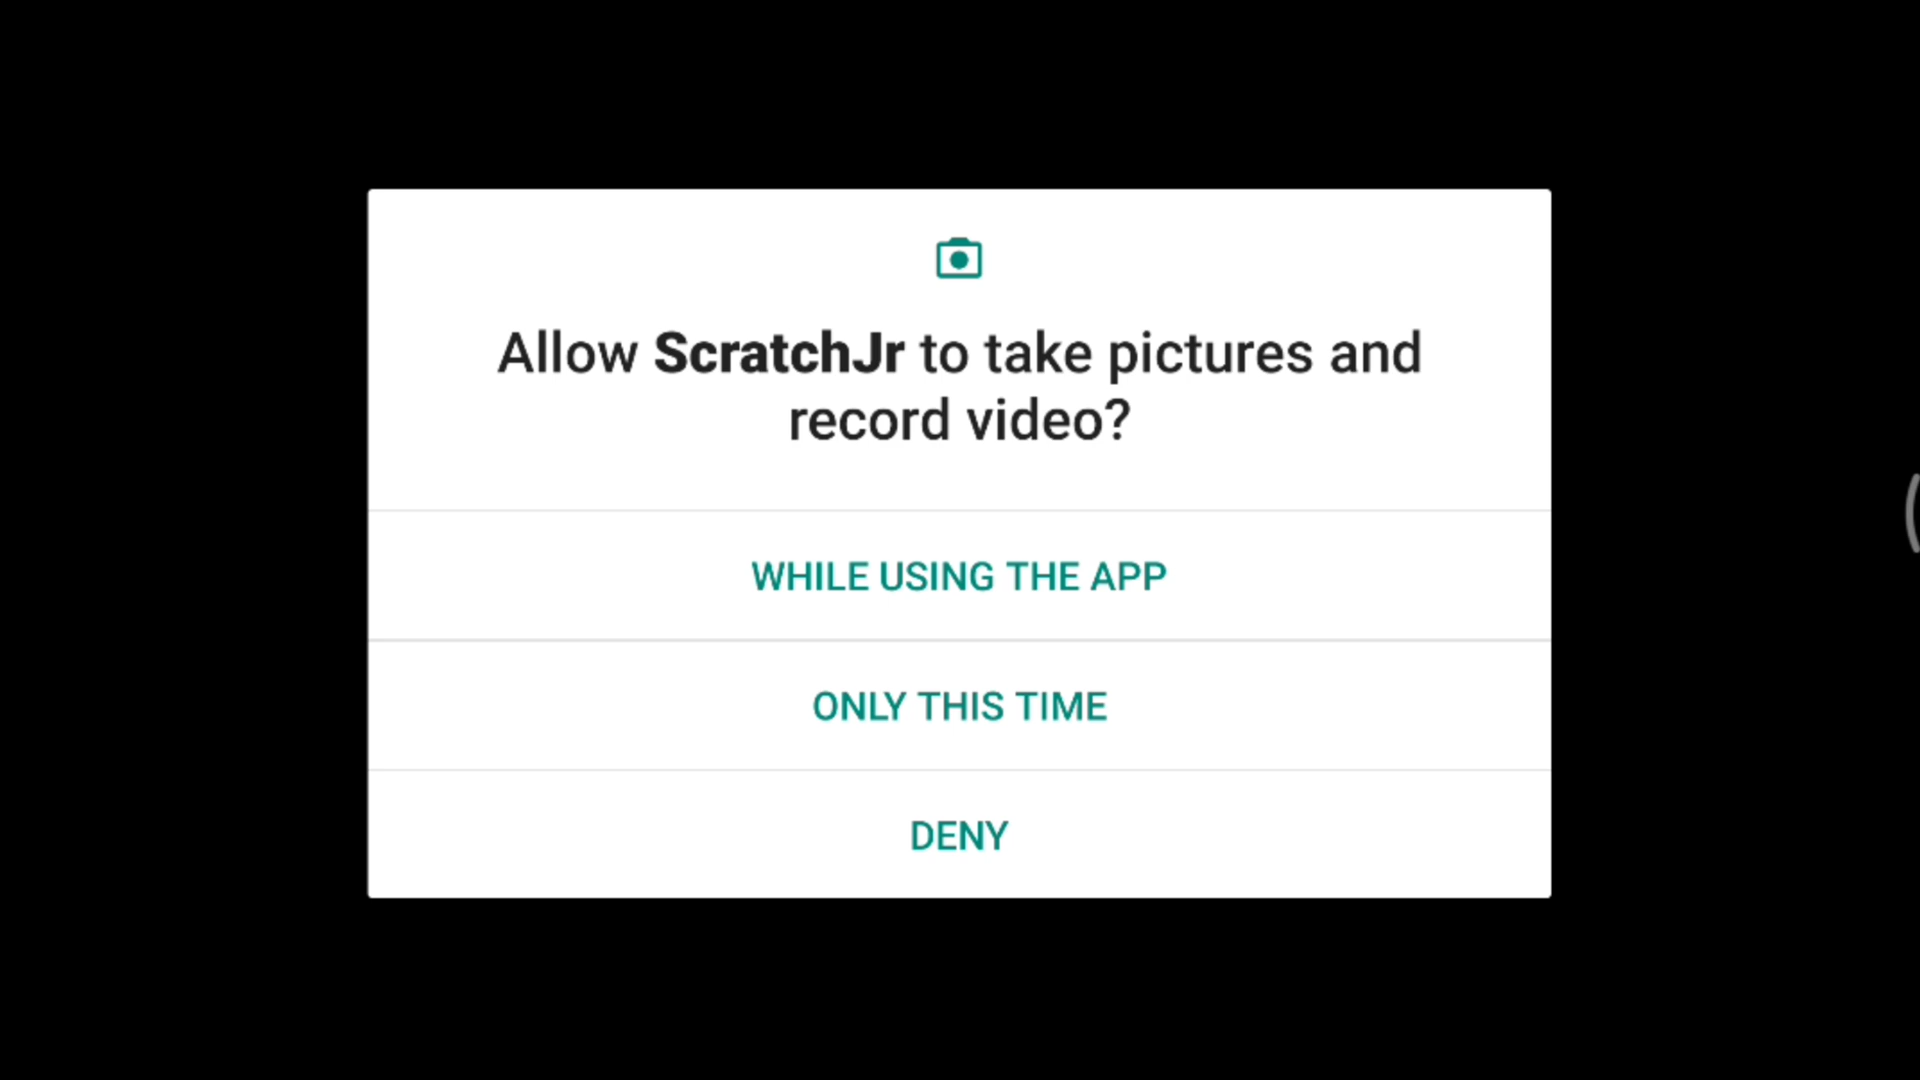 Allow ScratchJr to take pictures and
record video?
WHILE USING THE APP
ONLY THIS TIME
DENY